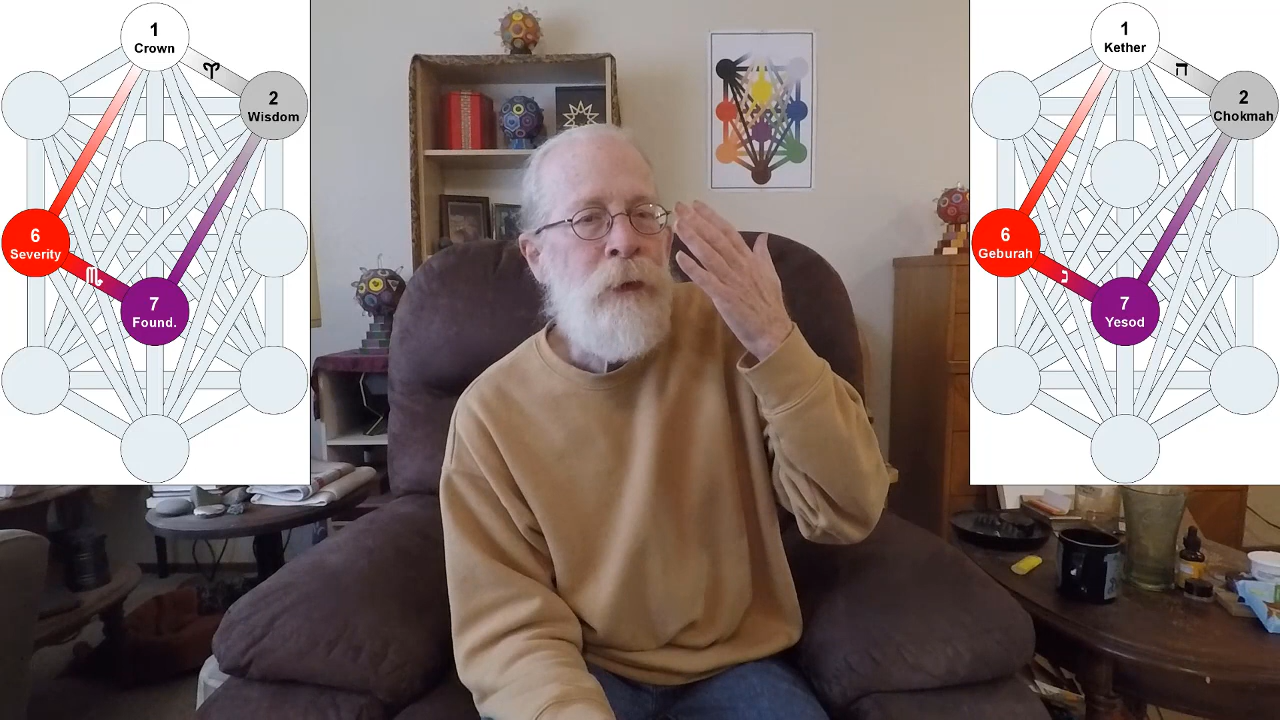 1
Crown
♈
2
Wisdom
6
Severity
♏
7
Found.
1
Kether
ה
2
Chokmah
6
Geburah
נ
7
Yesod